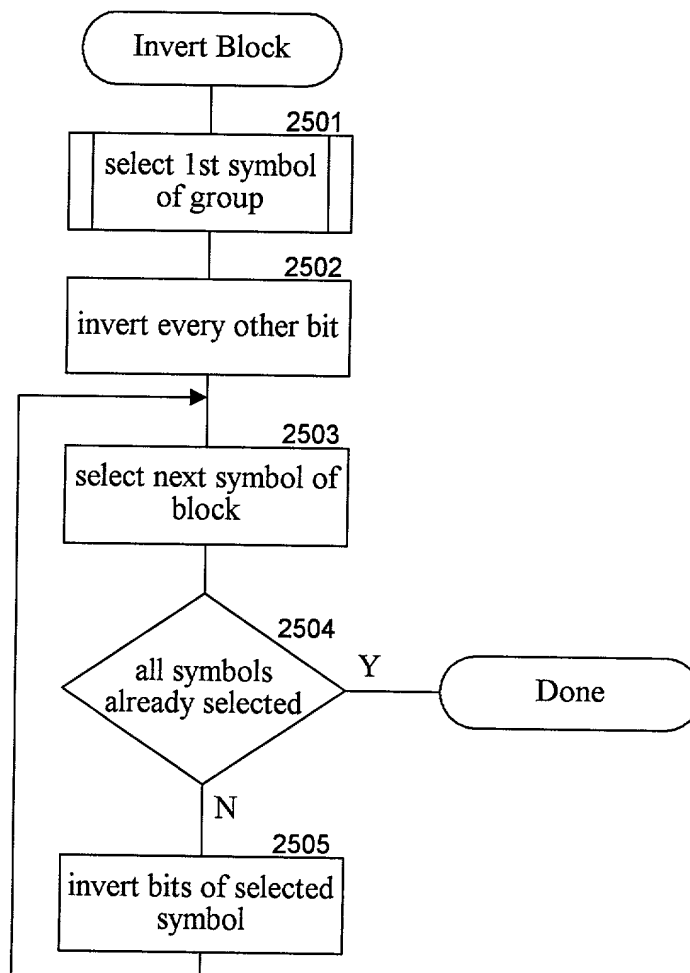 Invert Block
2501
select 1st symbol
of group
2502
invert every other bit
2503
select next symbol of
block
2504
all symbols
already selected
Y
Done
N
2505
invert bits of selected
symbol